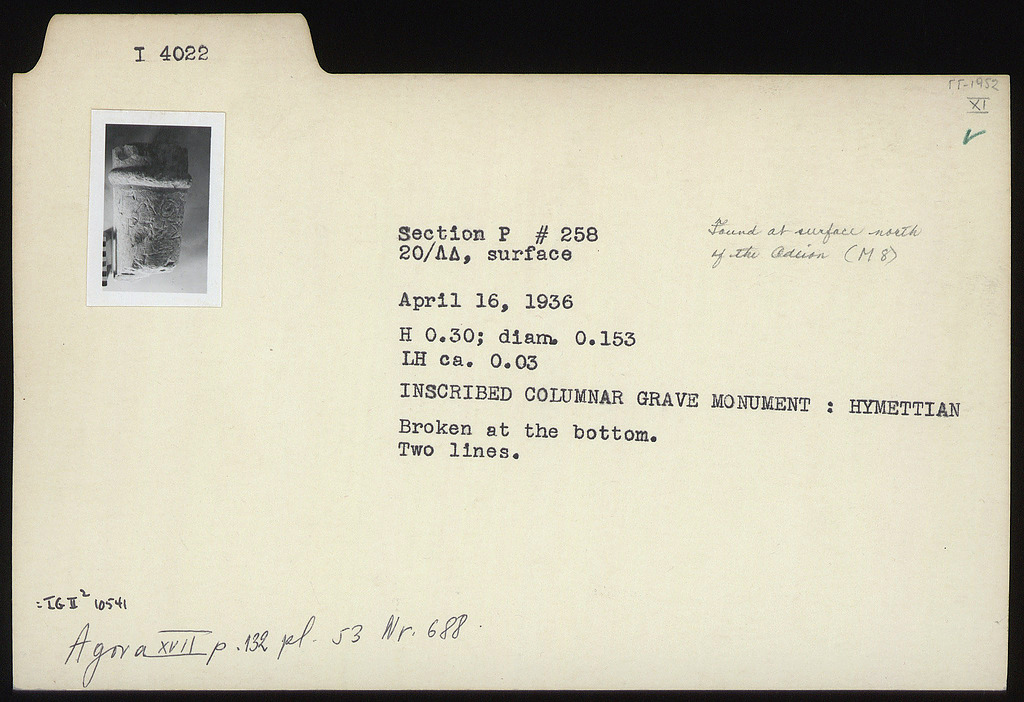 I 4022
ΓΓ-1952
XI
Section P # 258
20/ΛΔ, surface
Found at surface north
of the Odeion (M 8)
April 16, 1936
H 0.30; diam. 0.153
LH ca. 0.03
INSCRIBED COLUMNAR GRAVE MONUMENT : HYMETTIAN
Broken at the bottom.
Two lines.
=IG II² 10541
Agora XVII p.132 pl. 53 Nr. 688.